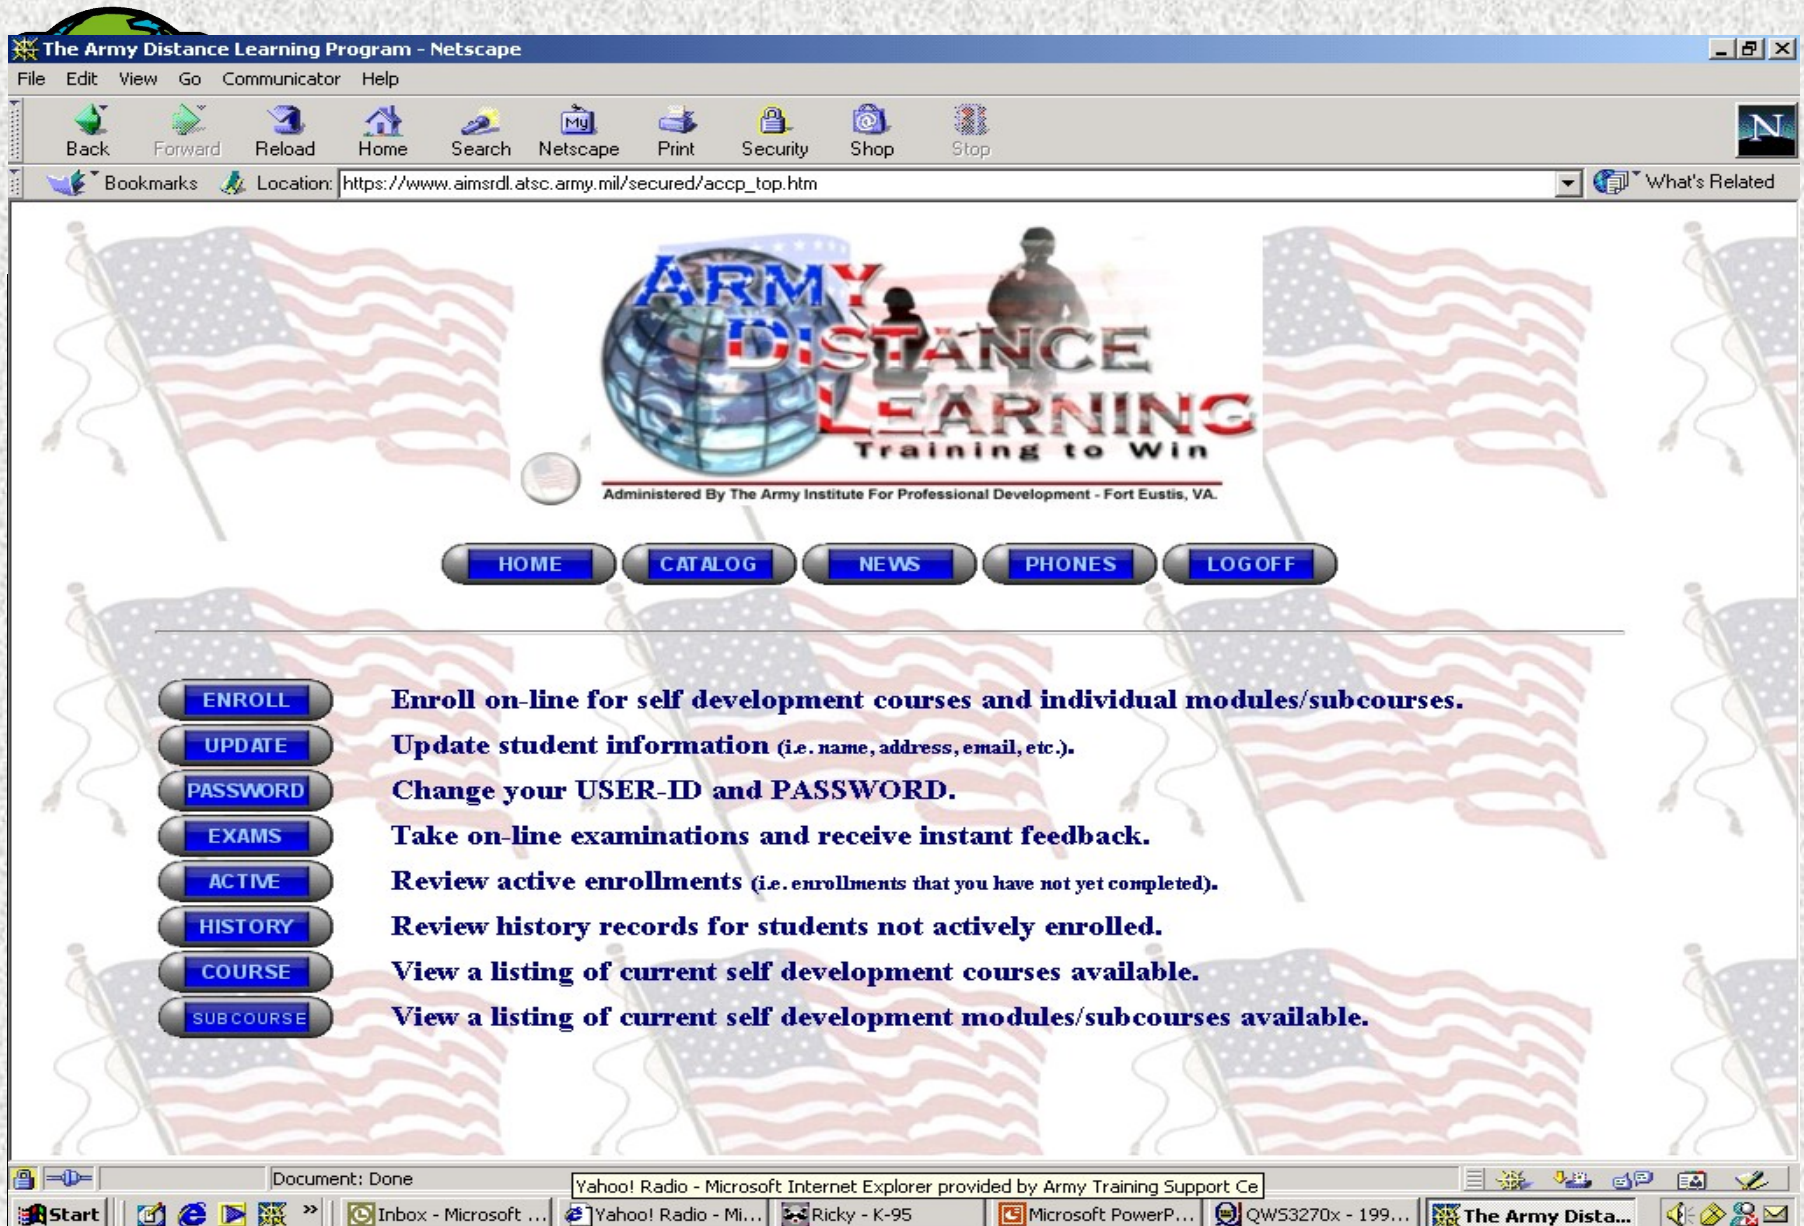 The Army Distance Learning Program - Netscape
File Edit View Go Communicator Help
My
Back Forward Reload Home Search Netscape Print Security Shop Stop
N
Bookmarks Location: https://www.aimsrdl.atsc.army.mil/secured/accp_top.htm What's Related
ARMY
DISTANCE
LEARNING
Training to Win
Administered By The Army Institute For Professional Development - Fort Eustis, VA.
HOME CATALOG NEWS PHONES LOGOFF
ENROLL Enroll on-line for self development courses and individual modules/subcourses.
UPDATE Update student information (i.e. name, address, email, etc.).
PASSWORD Change your USER-ID and PASSWORD.
EXAMS Take on-line examinations and receive instant feedback.
ACTIVE Review active enrollments (i.e. enrollments that you have not yet completed).
HISTORY Review history records for students not actively enrolled.
COURSE View a listing of current self development courses available.
SUBCOURSE View a listing of current self development modules/subcourses available.
Document: Done
Yahoo! Radio - Microsoft Internet Explorer provided by Army Training Support Ce
Start » Inbox - Microsoft ... Yahoo! Radio - Mi... Ricky - K-95 Microsoft PowerP... QWS3270x - 199... The Army Dista...